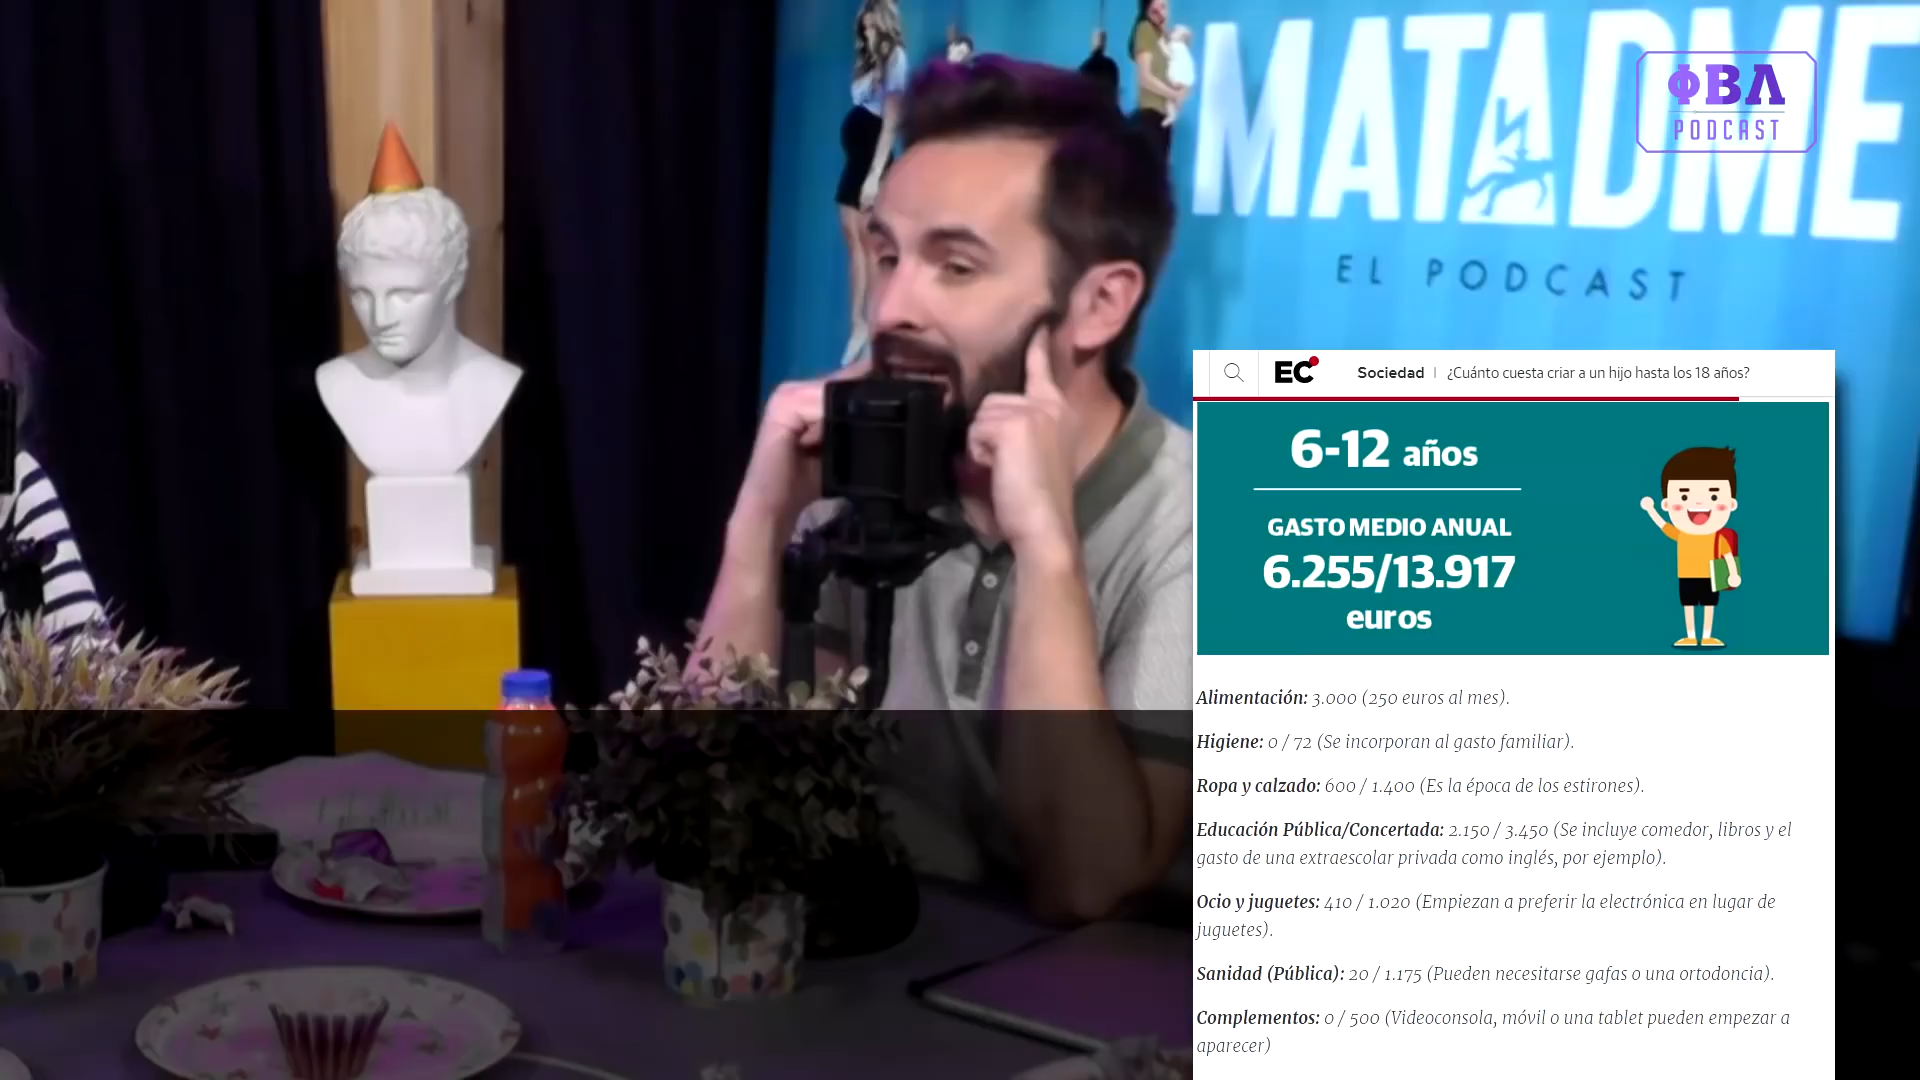 MATADME
EL PODCAST
ΦΒΛ
PODCAST
EC
Sociedad | ¿Cuánto cuesta criar a un hijo hasta los 18 años?
6-12 años
GASTO MEDIO ANUAL
6.255/13.917
euros
Alimentación: 3.000 (250 euros al mes).
Higiene: 0 / 72 (Se incorporan al gasto familiar).
Ropa y calzado: 600 / 1.400 (Es la época de los estirones).
Educación Pública/Concertada: 2.150 / 3.450 (Se incluye comedor, libros y el
gasto de una extraescolar privada como inglés, por ejemplo).
Ocio y juguetes: 410 / 1.020 (Empiezan a preferir la electrónica en lugar de
juguetes).
Sanidad (Pública): 20 / 1.175 (Pueden necesitarse gafas o una ortodoncia).
Complementos: 0 / 500 (Videoconsola, móvil o una tablet pueden empezar a
aparecer)